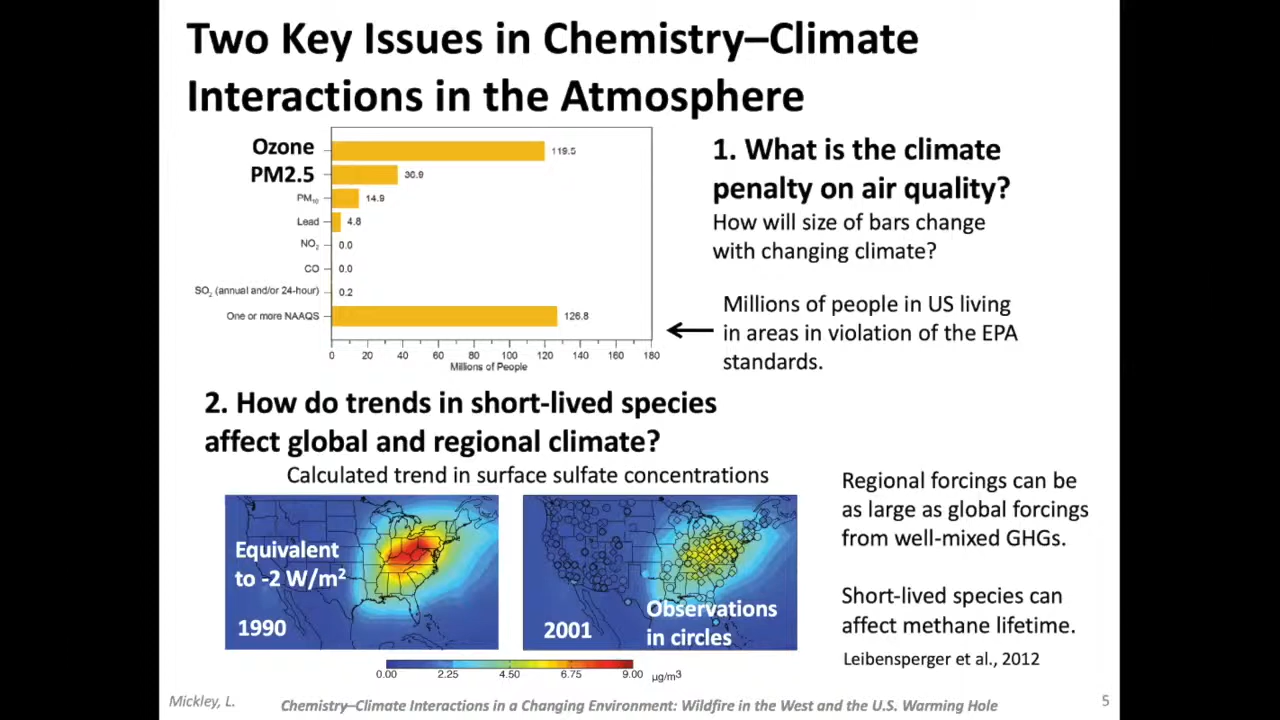 Two Key Issues in Chemistry–Climate
Interactions in the Atmosphere
Ozone
119.5
PM2.5
30.9
PM₁₀
14.9
Lead
4.8
NO₂
0.0
CO
0.0
SO₂ (annual and/or 24-hour)
0.2
One or more NAAQS
126.8
0 20 40 60 80 100 120 140 160 180
Millions of People
1. What is the climate
penalty on air quality?
How will size of bars change
with changing climate?
Millions of people in US living
in areas in violation of the EPA
standards.
2. How do trends in short-lived species
affect global and regional climate?
Calculated trend in surface sulfate concentrations
Equivalent
to -2 W/m²
1990
Observations
in circles
2001
0.00 2.25 4.50 6.75 9.00 µg/m³
Regional forcings can be
as large as global forcings
from well-mixed GHGs.
Short-lived species can
affect methane lifetime.
Leibensperger et al., 2012
Mickley, L.
Chemistry–Climate Interactions in a Changing Environment: Wildfire in the West and the U.S. Warming Hole
5